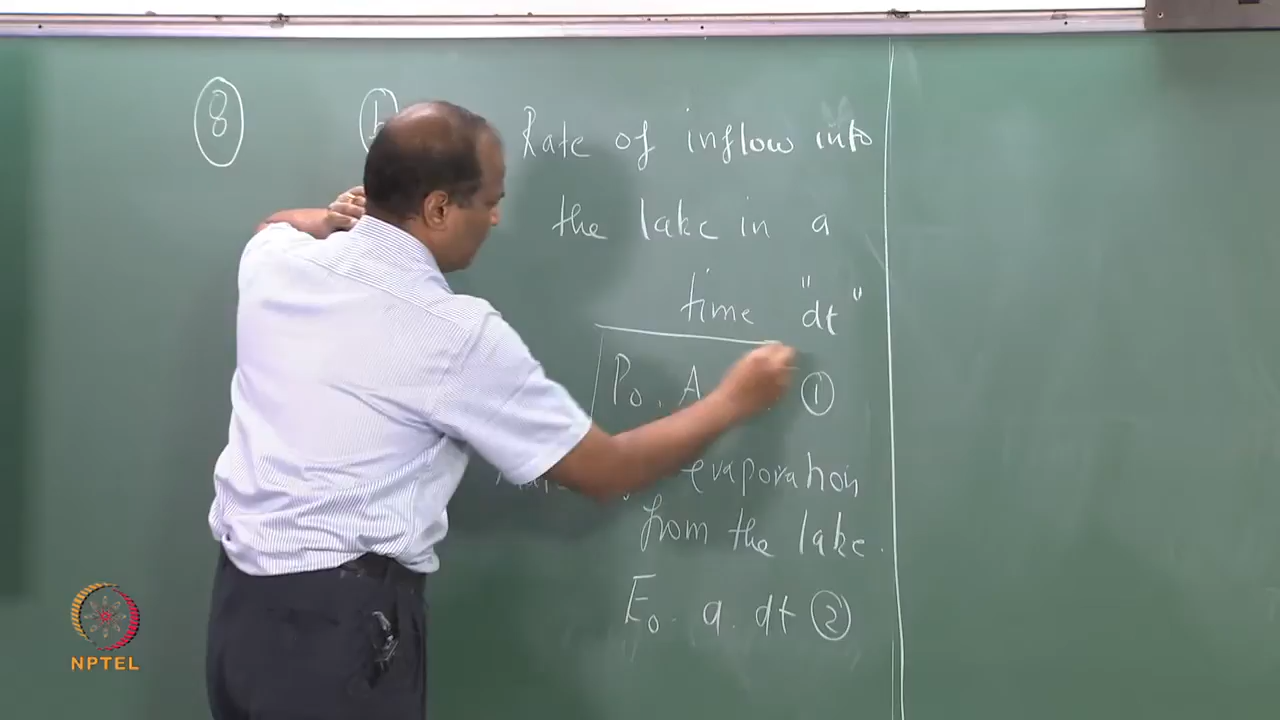 8
Rate of inflow into
the lake in a
time "dt"
P₀. A ①
evaporation
from the lake.
E₀. a. dt ②
NPTEL